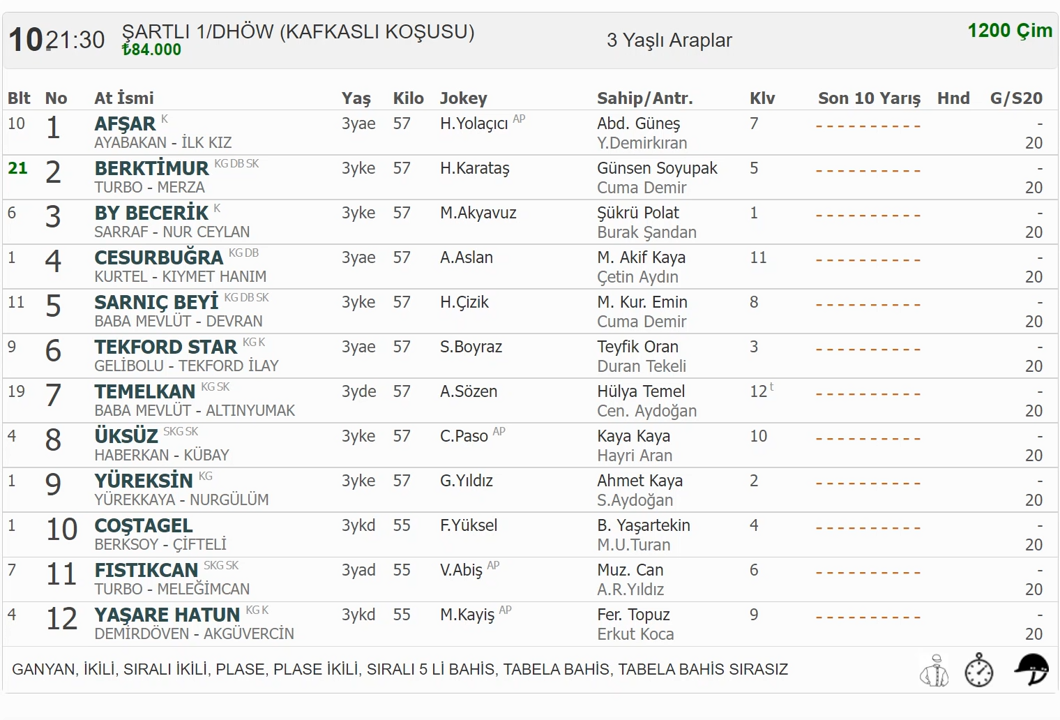 10. 21:30 ŞARTLI 1/DHÖW (KAFKASLI KOŞUSU) 3 Yaşlı Araplar 1200 Çim
₺84.000
Blt No At İsmi Yaş Kilo Jokey Sahip/Antr. Klv Son 10 Yarış Hnd G/S20
10 1 AFŞAR K 3yae 57 H.Yolaçıcı AP Abd. Güneş 7 - - - - - - - - - - -
AYABAKAN - İLK KIZ Y.Demirkıran 20
21 2 BERKTİMUR KG DB SK 3yke 57 H.Karataş Günsen Soyupak 5 - - - - - - - - - - -
TURBO - MERZA Cuma Demir 20
6 3 BY BECERİK K 3yke 57 M.Akyavuz Şükrü Polat 1 - - - - - - - - - - -
SARRAF - NUR CEYLAN Burak Şandan 20
1 4 CESURBUĞRA KG DB 3yae 57 A.Aslan M. Akif Kaya 11 - - - - - - - - - - -
KURTEL - KIYMET HANIM Çetin Aydın 20
11 5 SARNIÇ BEYİ KG DB SK 3yke 57 H.Çizik M. Kur. Emin 8 - - - - - - - - - - -
BABA MEVLÜT - DEVRAN Cuma Demir 20
9 6 TEKFORD STAR KG K 3yae 57 S.Boyraz Teyfik Oran 3 - - - - - - - - - - -
GELİBOLU - TEKFORD İLAY Duran Tekeli 20
19 7 TEMELKAN KG SK 3yde 57 A.Sözen Hülya Temel 12 t - - - - - - - - - - -
BABA MEVLÜT - ALTINYUMAK Cen. Aydoğan 20
4 8 ÜKSÜZ SKG SK 3yke 57 C.Paso AP Kaya Kaya 10 - - - - - - - - - - -
HABERKAN - KÜBAY Hayri Aran 20
1 9 YÜREKSİN KG 3yke 57 G.Yıldız Ahmet Kaya 2 - - - - - - - - - - -
YÜREKKAYA - NURGÜLÜM S.Aydoğan 20
1 10 COŞTAGEL 3ykd 55 F.Yüksel B. Yaşartekin 4 - - - - - - - - - - -
BERKSOY - ÇİFTELİ M.U.Turan 20
7 11 FISTIKCAN SKG SK 3yad 55 V.Abiş AP Muz. Can 6 - - - - - - - - - - -
TURBO - MELEĞİMCAN A.R.Yıldız 20
4 12 YAŞARE HATUN KG K 3ykd 55 M.Kayiş AP Fer. Topuz 9 - - - - - - - - - - -
DEMİRDÖVEN - AKGÜVERCİN Erkut Koca 20
GANYAN, İKİLİ, SIRALI İKİLİ, PLASE, PLASE İKİLİ, SIRALI 5 Lİ BAHİS, TABELA BAHİS, TABELA BAHİS SIRASIZ